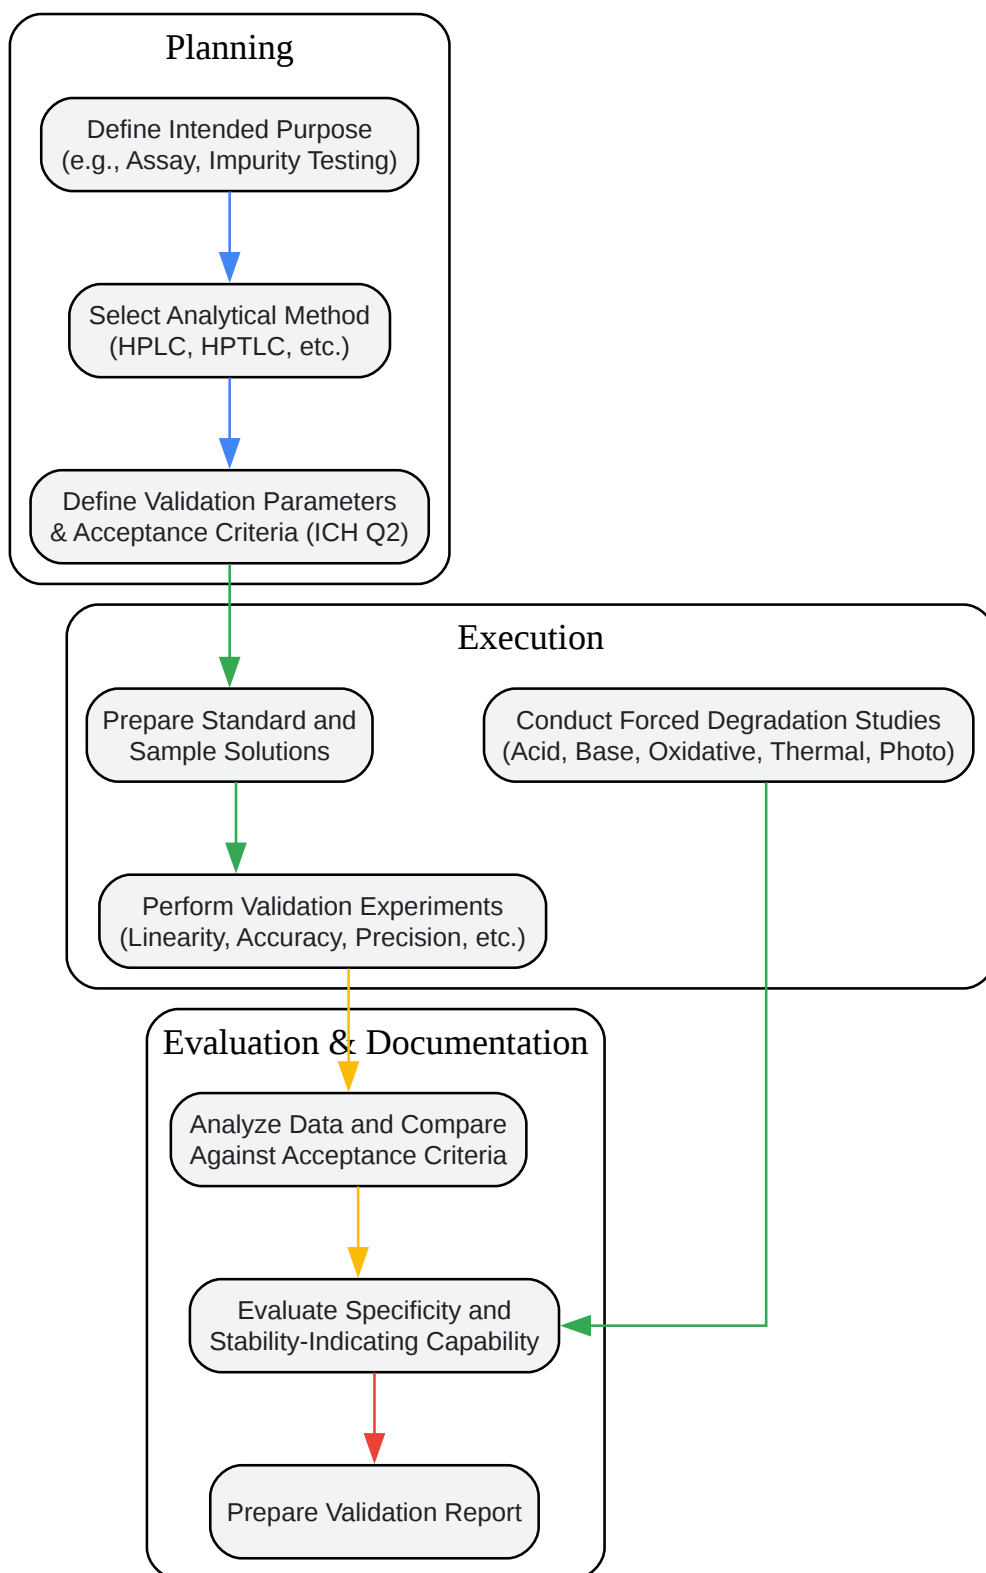 Planning
Define Intended Purpose
(e.g., Assay, Impurity Testing)
Select Analytical Method
(HPLC, HPTLC, etc.)
Define Validation Parameters
& Acceptance Criteria (ICH Q2)
Execution
Prepare Standard and
Sample Solutions
Conduct Forced Degradation Studies
(Acid, Base, Oxidative, Thermal, Photo)
Perform Validation Experiments
(Linearity, Accuracy, Precision, etc.)
Evaluation & Documentation
Analyze Data and Compare
Against Acceptance Criteria
Evaluate Specificity and
Stability-Indicating Capability
Prepare Validation Report